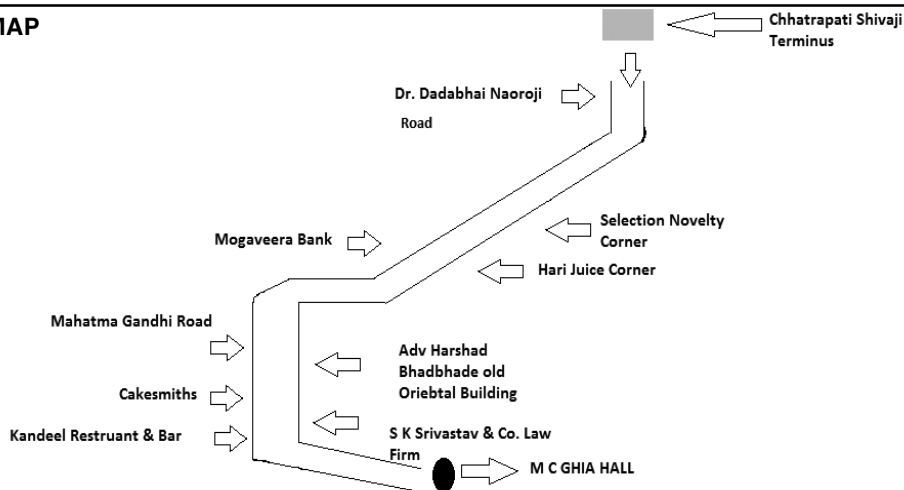 MAP
Chhatrapati Shivaji
Terminus
Dr. Dadabhai Naoroji
Road
Selection Novelty
Corner
Mogaveera Bank
Hari Juice Corner
Mahatma Gandhi Road
Adv Harshad
Bhadbhade old
Oriebtal Building
Cakesmiths
Kandeel Restruant & Bar
S K Srivastav & Co. Law
Firm
M C GHIA HALL